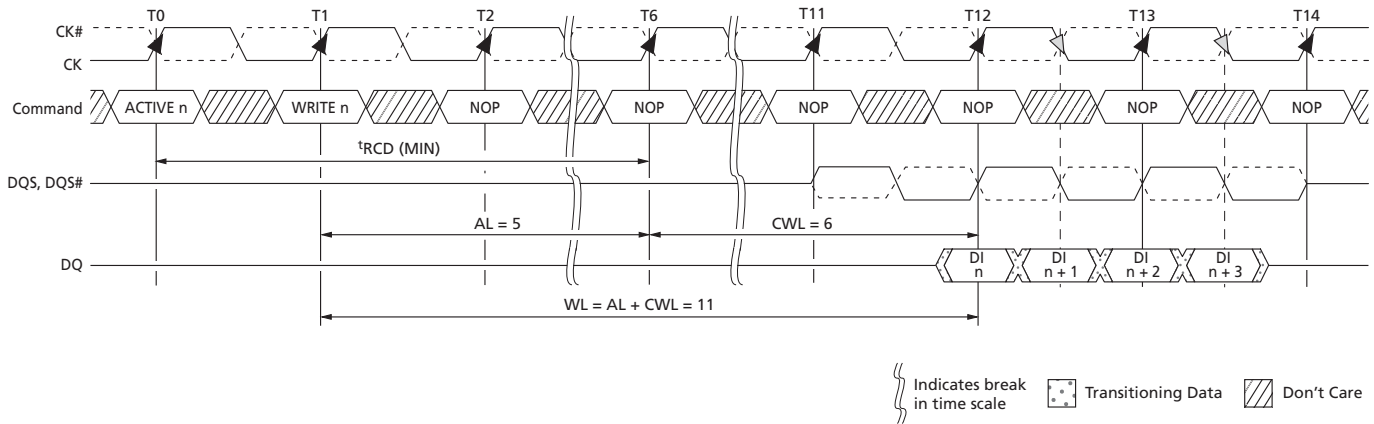 T0 T1 T2 T6 T11 T12 T13 T14
CK#
CK
Command ACTIVE n WRITE n NOP NOP NOP NOP NOP NOP
tRCD (MIN)
DQS, DQS#
AL = 5 CWL = 6
DQ DI n DI n + 1 DI n + 2 DI n + 3
WL = AL + CWL = 11
Indicates break in time scale
Transitioning Data
Don't Care